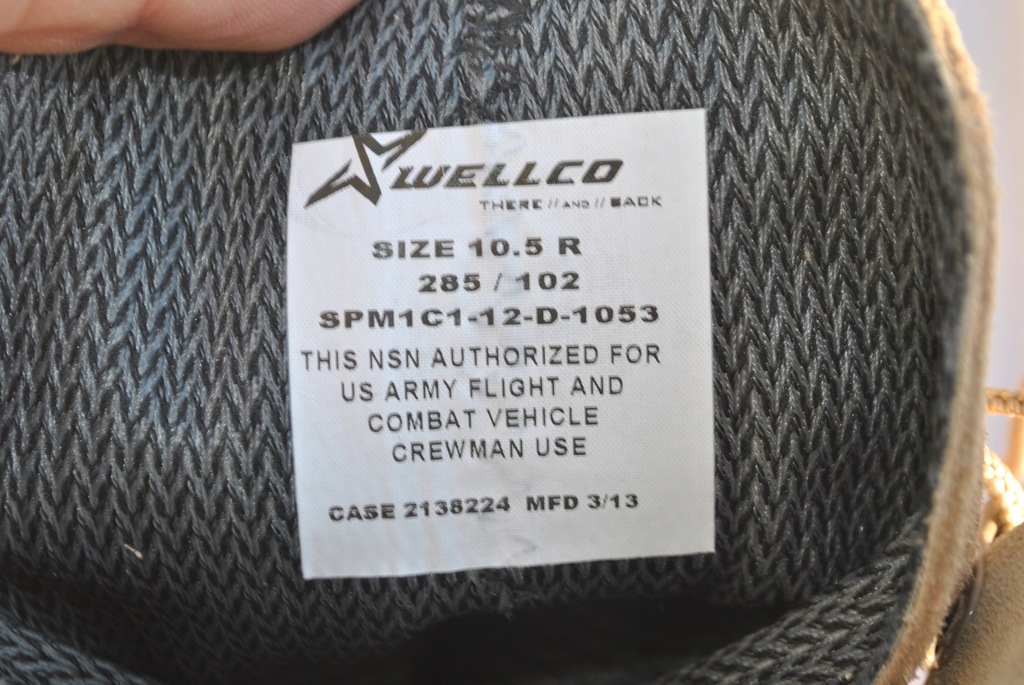 WELLCO
THERE // AND // BACK
SIZE 10.5 R
285 / 102
SPM1C1-12-D-1053
THIS NSN AUTHORIZED FOR
US ARMY FLIGHT AND
COMBAT VEHICLE
CREWMAN USE
CASE 2138224 MFD 3/13